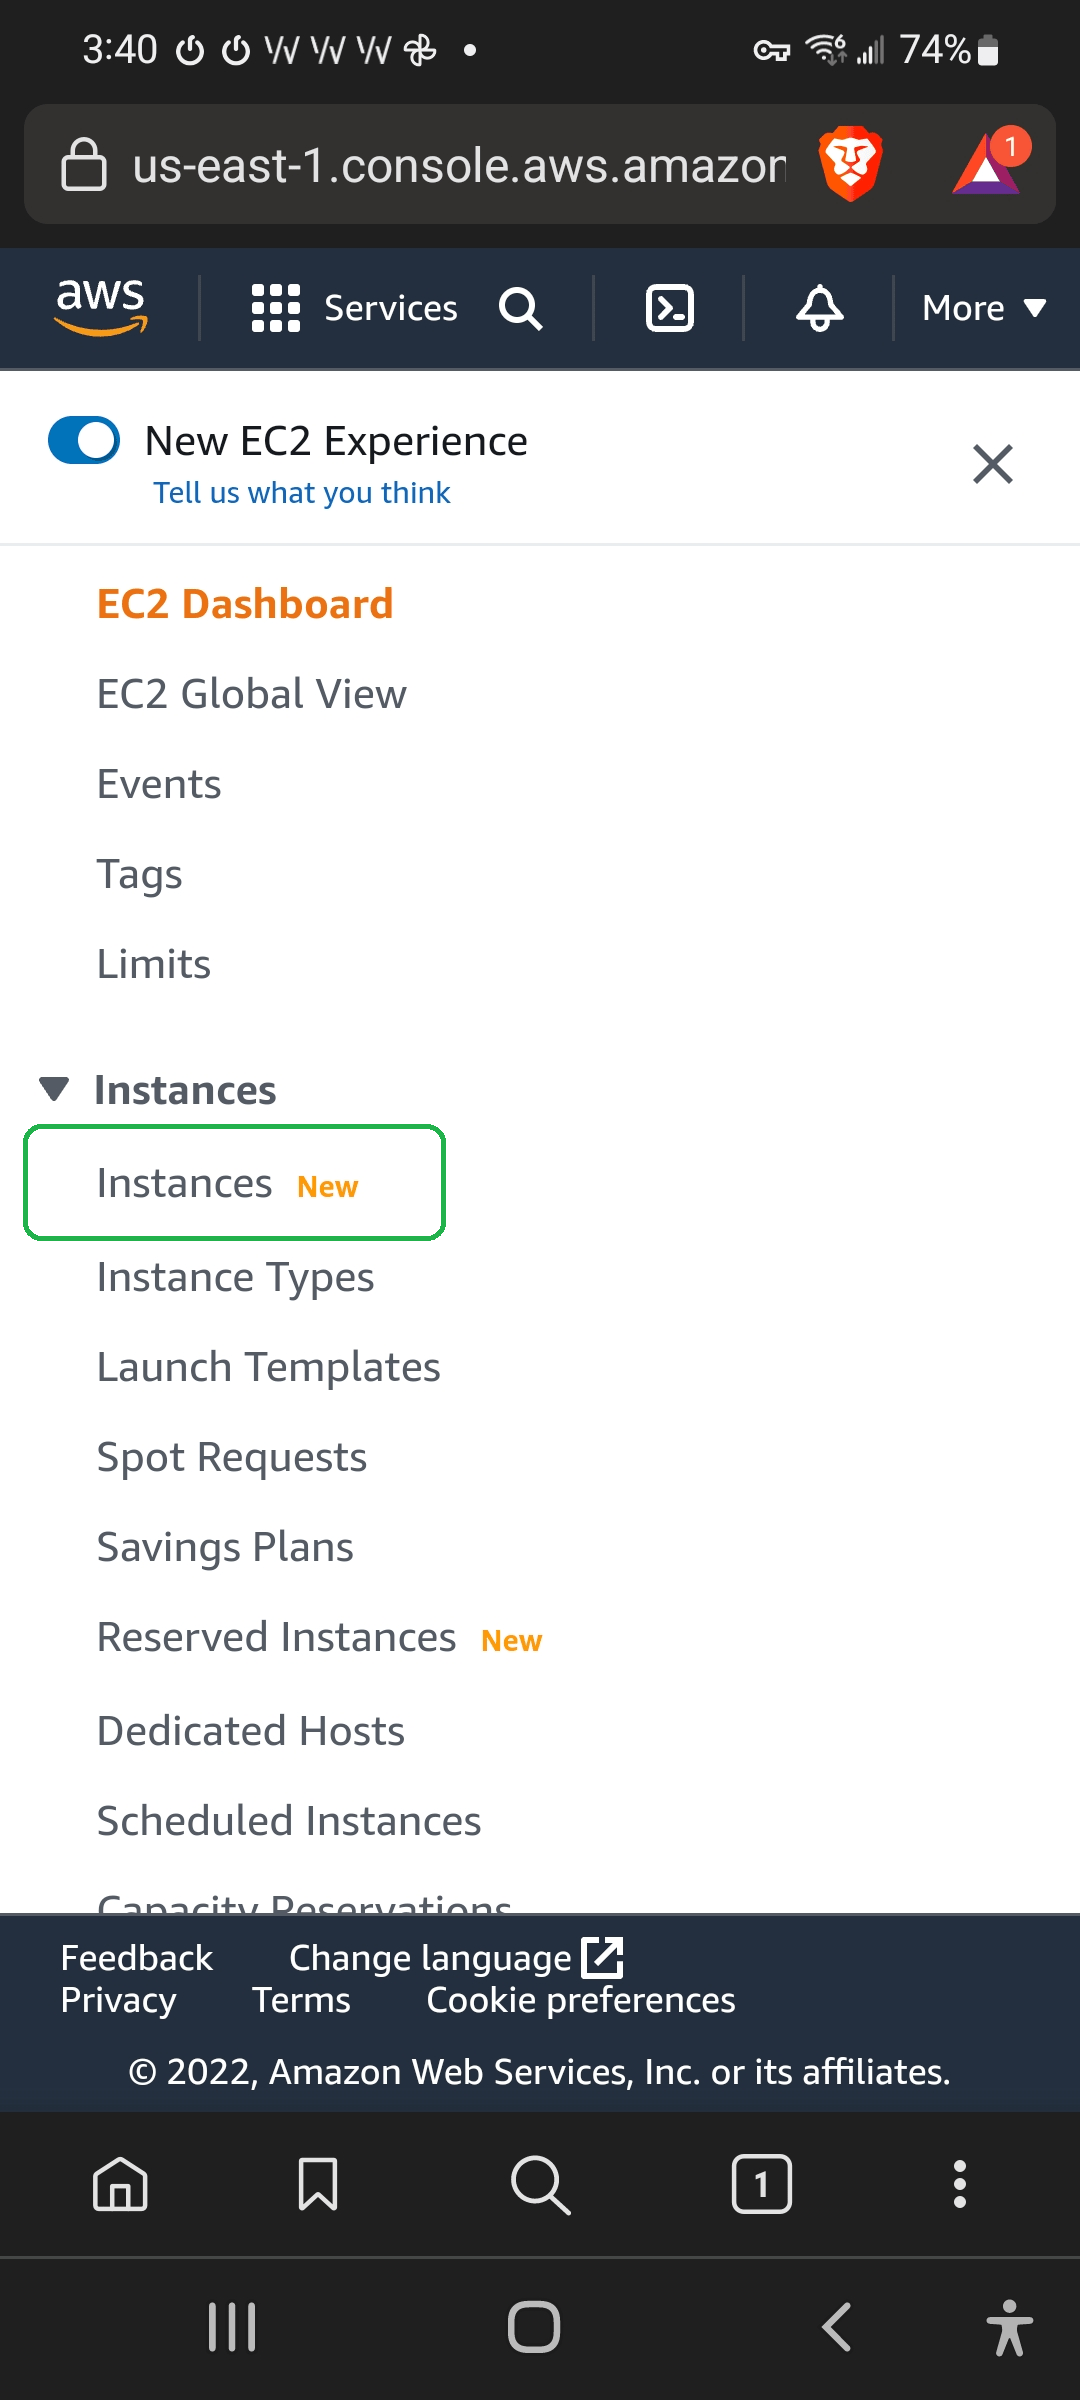 3:40 74%
us-east-1.console.aws.amazon 1
aws Services More
New EC2 Experience
Tell us what you think
EC2 Dashboard
EC2 Global View
Events
Tags
Limits
Instances
Instances New
Instance Types
Launch Templates
Spot Requests
Savings Plans
Reserved Instances New
Dedicated Hosts
Scheduled Instances
Capacity Reservations
Feedback Change language
Privacy Terms Cookie preferences
© 2022, Amazon Web Services, Inc. or its affiliates.
1